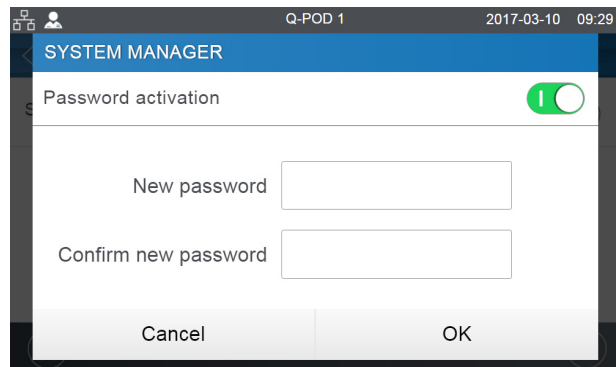 Q-POD 1 2017-03-10 09:29
SYSTEM MANAGER
Password activation
New password
Confirm new password
Cancel OK